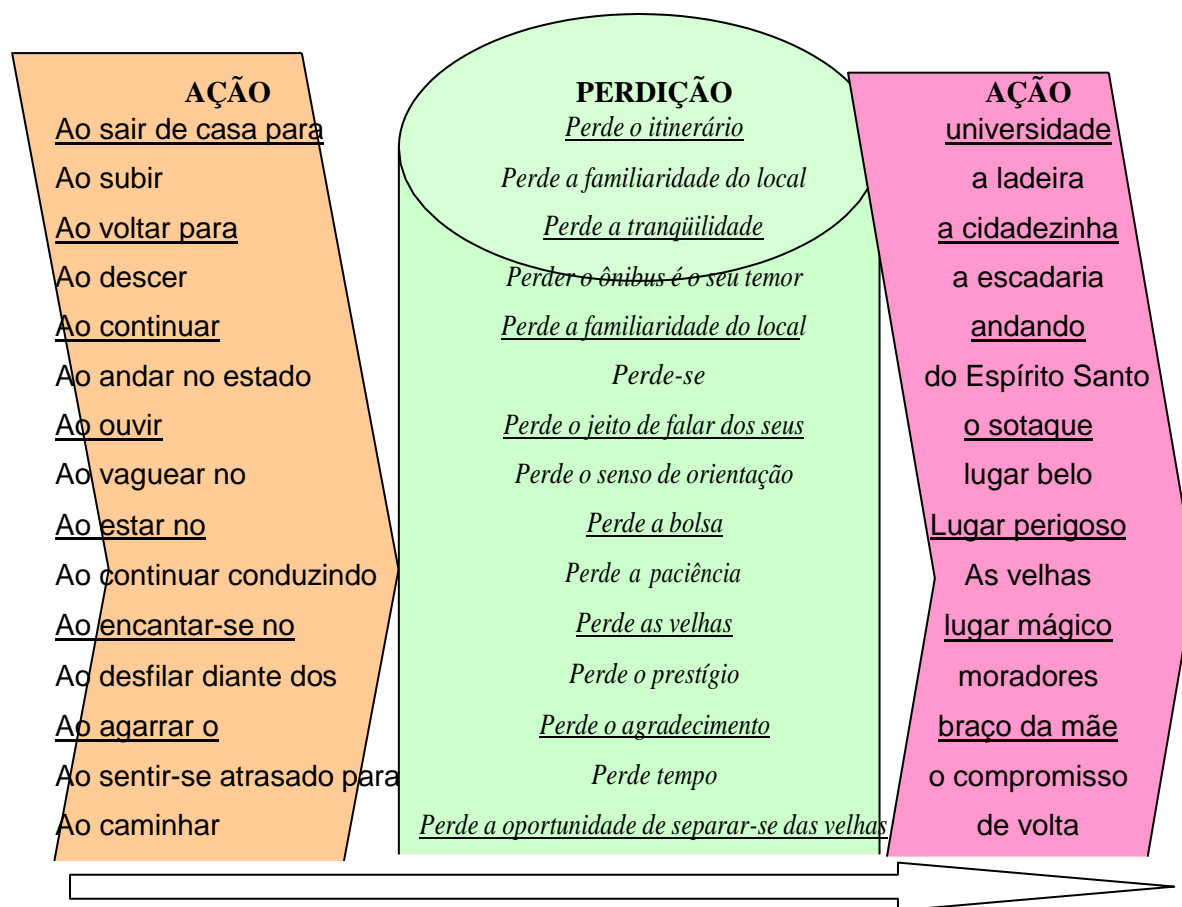 AÇÃO PERDIÇÃO AÇÃO
Ao sair de casa para Perde o itinerário universidade
Ao subir Perde a familiaridade do local a ladeira
Ao voltar para Perde a tranqüilidade a cidadezinha
Ao descer Perder o ônibus é o seu temor a escadaria
Ao continuar Perde a familiaridade do local andando
Ao andar no estado Perde-se do Espírito Santo
Ao ouvir Perde o jeito de falar dos seus o sotaque
Ao vaguear no Perde o senso de orientação lugar belo
Ao estar no Perde a bolsa Lugar perigoso
Ao continuar conduzindo Perde a paciência As velhas
Ao encantar-se no Perde as velhas lugar mágico
Ao desfilar diante dos Perde o prestígio moradores
Ao agarrar o Perde o agradecimento braço da mãe
Ao sentir-se atrasado para Perde tempo o compromisso
Ao caminhar Perde a oportunidade de separar-se das velhas de volta